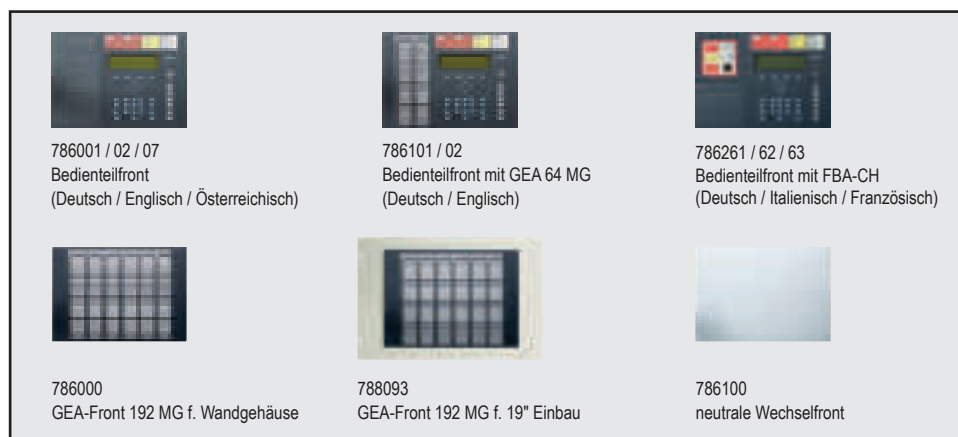 786001 / 02 / 07
Bedienteilfront
(Deutsch / Englisch / Österreichisch)
786101 / 02
Bedienteilfront mit GEA 64 MG
(Deutsch / Englisch)
786261 / 62 / 63
Bedienteilfront mit FBA-CH
(Deutsch / Italienisch / Französisch)
786000
GEA-Front 192 MG f. Wandgehäuse
788093
GEA-Front 192 MG f. 19" Einbau
786100
neutrale Wechselfront